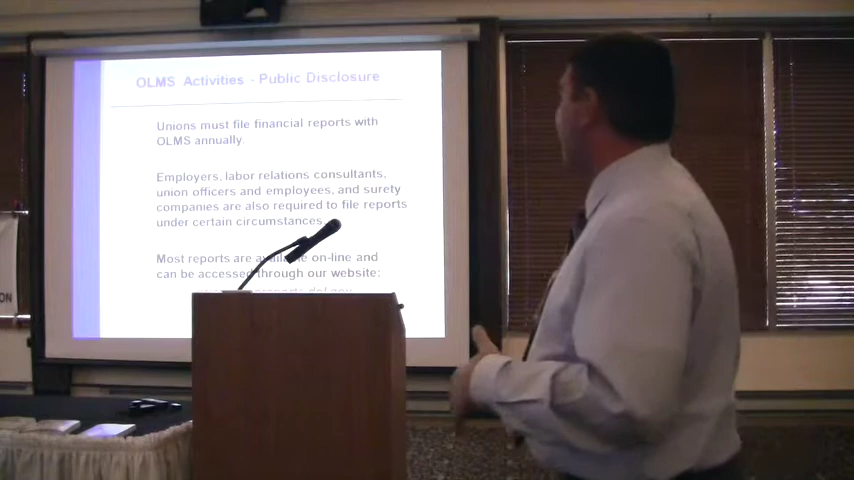 OLMS Activities - Public Disclosure
Unions must file financial reports with
OLMS annually.
Employers, labor relations consultants,
union officers and employees, and surety
companies are also required to file reports
under certain circumstances.
Most reports are available on-line and
can be accessed through our website:
ON